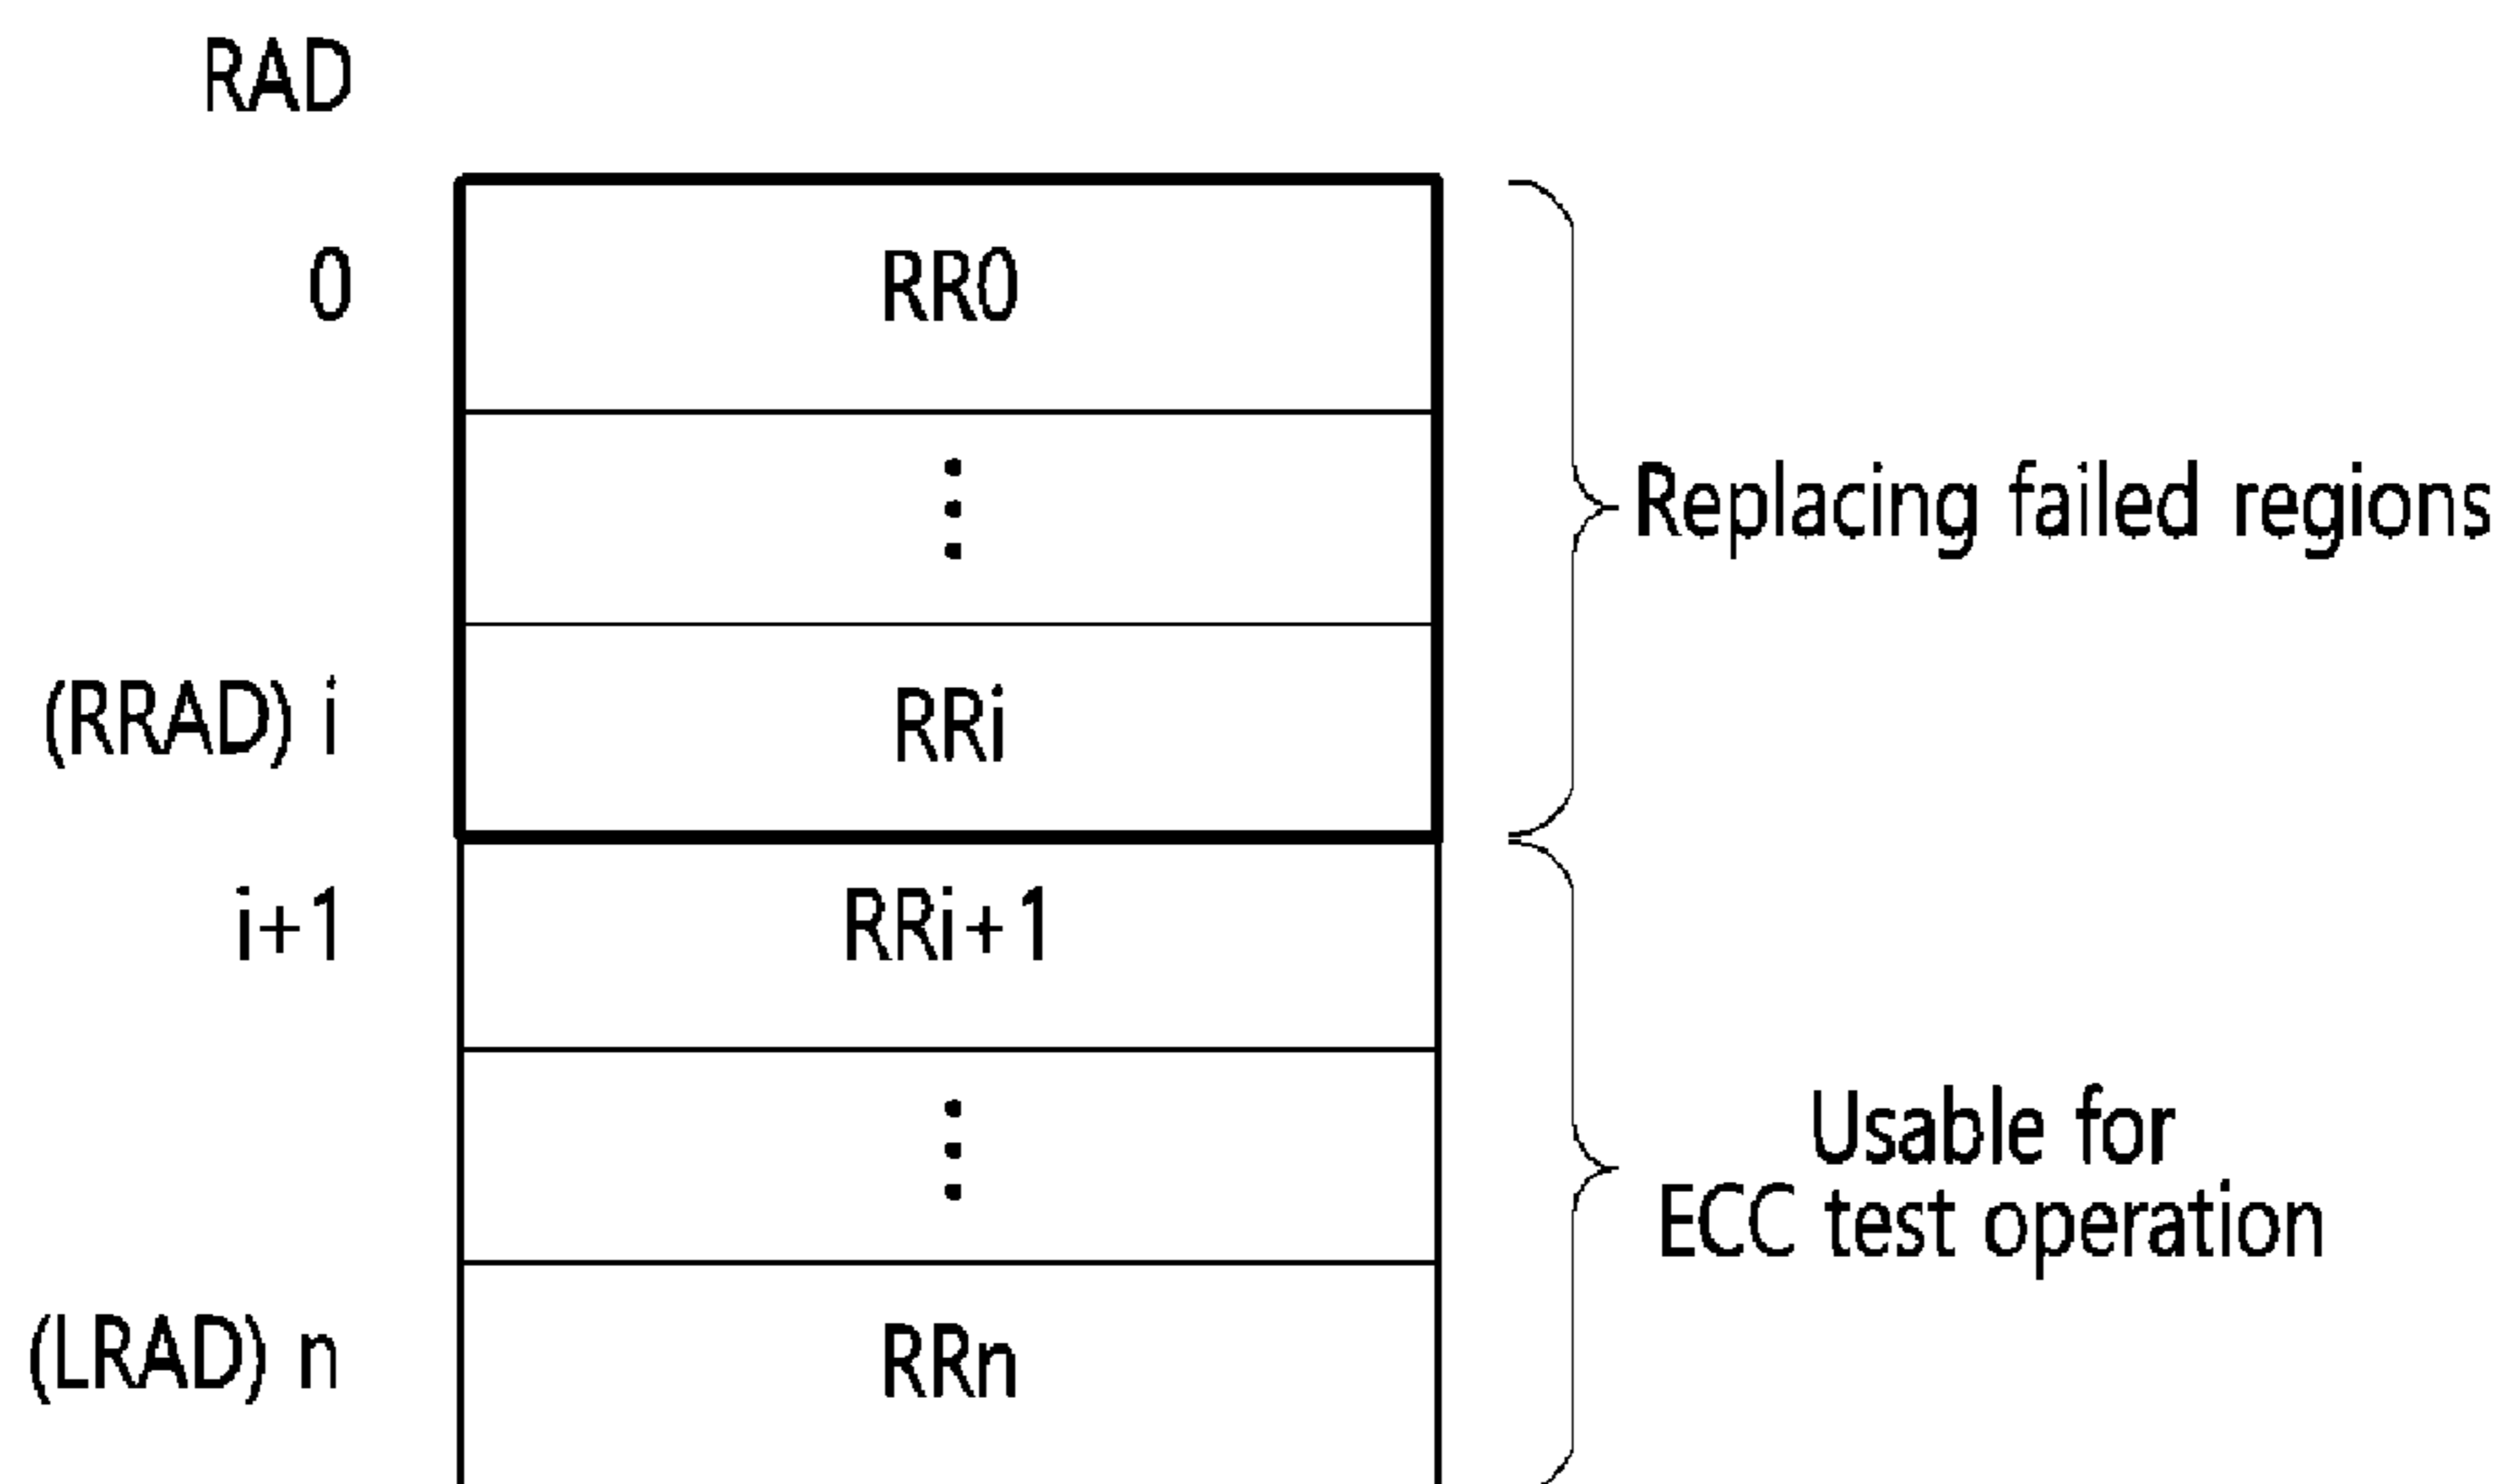 RAD
0 RR0
Replacing failed regions
(RRAD) i RRi
i+1 RRi+1
Usable for
ECC test operation
(LRAD) n RRn